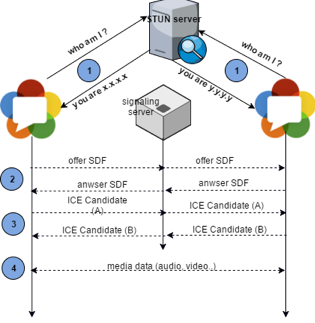 STUN server
who am I ?
who am I ?
1
1
you are x.x.x.x
you are y.y.y.y
signaling
server
offer SDF
offer SDF
2
anwser SDF
anwser SDF
ICE Candidate
(A)
ICE Candidate (A)
3
ICE Candidate (B)
ICE Candidate (B)
4
media data (audio, video..)